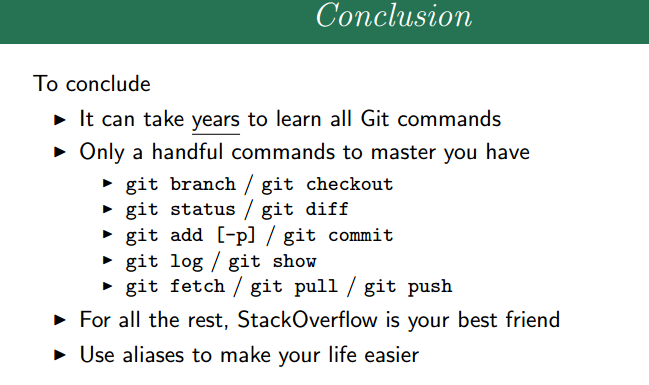 Conclusion
To conclude
▶ It can take years to learn all Git commands
▶ Only a handful commands to master you have
▶ git branch / git checkout
▶ git status / git diff
▶ git add [-p] / git commit
▶ git log / git show
▶ git fetch / git pull / git push
▶ For all the rest, StackOverflow is your best friend
▶ Use aliases to make your life easier